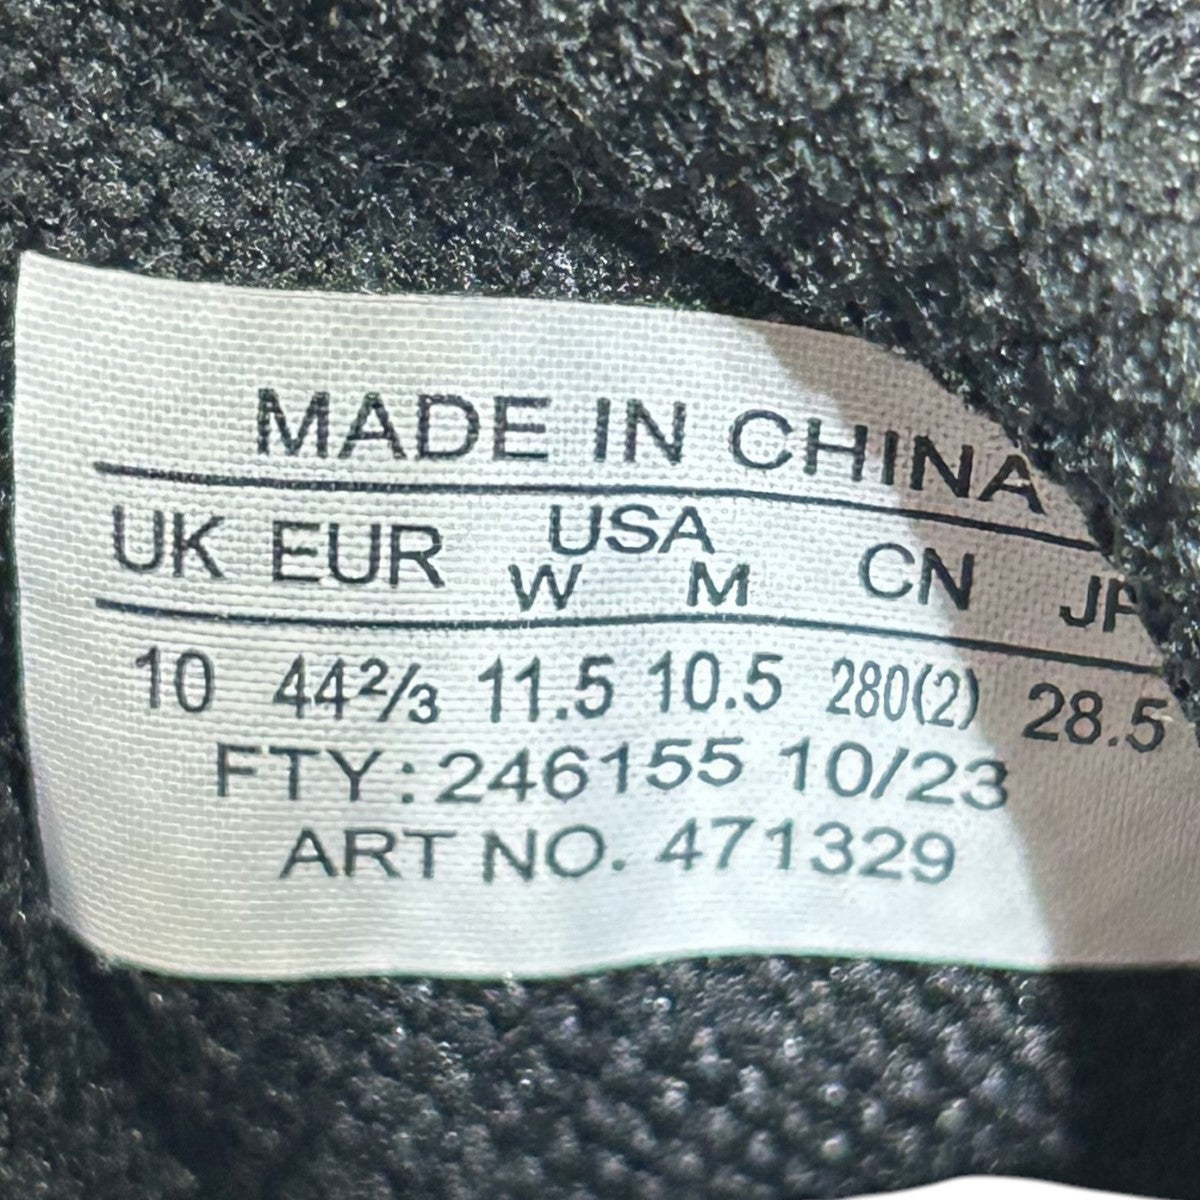 MADE IN CHINA
UK EUR USA CN JP
W M
10 44⅔ 11.5 10.5 280(2) 28.5
FTY: 246155 10/23
ART NO. 471329